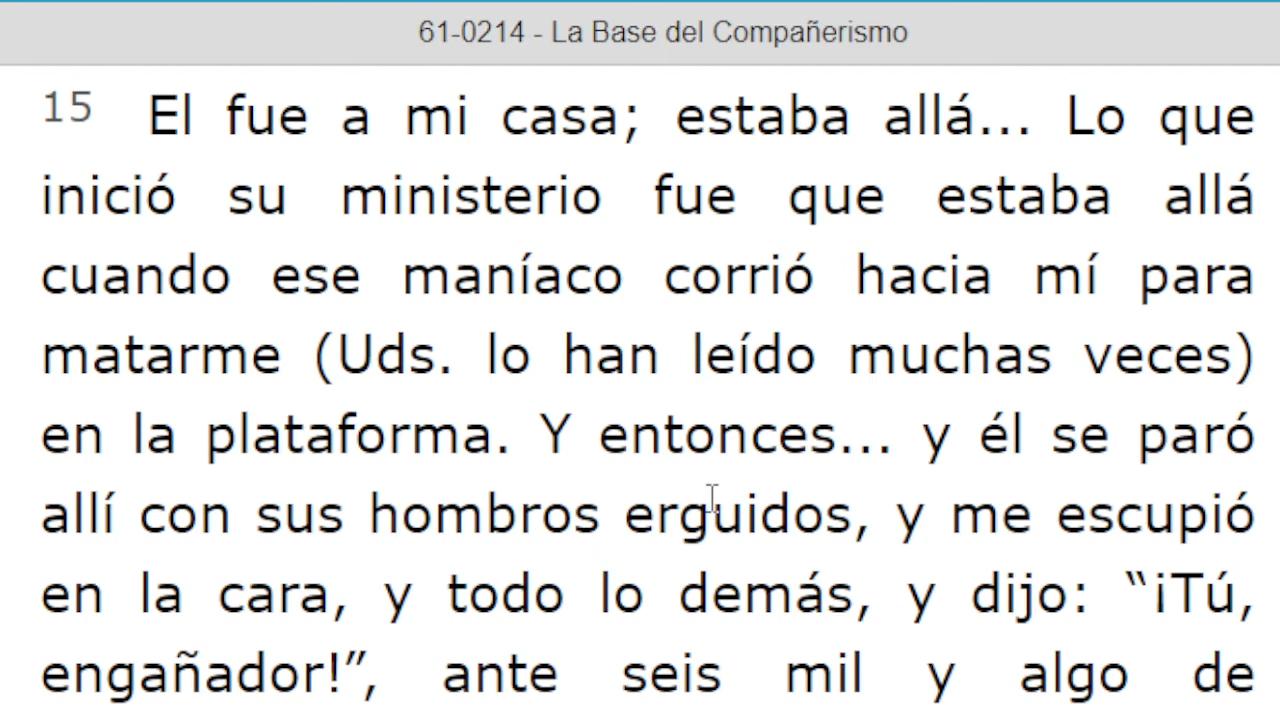 61-0214 - La Base del Compañerismo
15 El fue a mi casa; estaba allá... Lo que
inició su ministerio fue que estaba allá
cuando ese maníaco corrió hacia mí para
matarme (Uds. lo han leído muchas veces)
en la plataforma. Y entonces... y él se paró
allí con sus hombros erguidos, y me escupió
en la cara, y todo lo demás, y dijo: “¡Tú,
engañador!”, ante seis mil y algo de